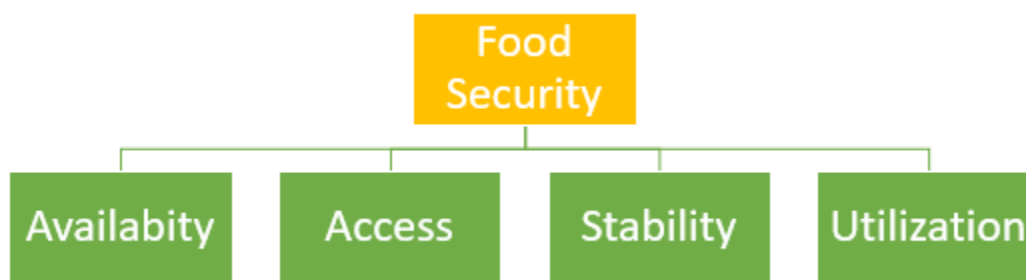 Food
Security
Availabity
Access
Stability
Utilization